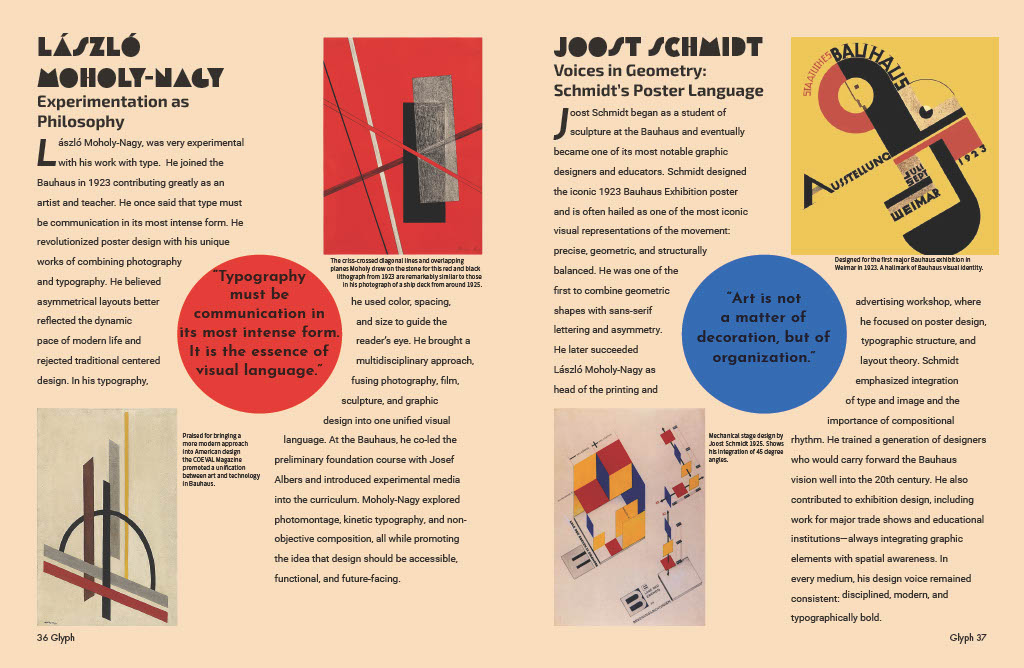 LÁSZLÓ
MOHOLY-NAGY
Experimentation as
Philosophy
László Moholy-Nagy, was very experimental
with his work with type. He joined the
Bauhaus in 1923 contributing greatly as an
artist and teacher. He once said that type must
be communication in its most intense form. He
revolutionized poster design with his unique
works of combining photography
and typography. He believed
asymmetrical layouts better
reflected the dynamic
pace of modern life and
rejected traditional centered
design. In his typography,
The criss-crossed diagonal lines and overlapping
planes Moholy drew on the stone for this red and black
lithograph from 1923 are remarkably similar to those
in his photograph of a ship deck from around 1925.
“Typography
must be
communication in
its most intense form.
It is the essence of
visual language.”
he used color, spacing,
and size to guide the
reader’s eye. He brought a
multidisciplinary approach,
fusing photography, film,
sculpture, and graphic
design into one unified visual
language. At the Bauhaus, he co-led the
preliminary foundation course with Josef
Albers and introduced experimental media
into the curriculum. Moholy-Nagy explored
photomontage, kinetic typography, and non-
objective composition, all while promoting
the idea that design should be accessible,
functional, and future-facing.
Praised for bringing a
more modern approach
into American design
the COEVAL Magazine
promoted a unification
between art and technology
in Bauhaus.
36 Glyph
JOOST SCHMIDT
Voices in Geometry:
Schmidt’s Poster Language
Joost Schmidt began as a student of
sculpture at the Bauhaus and eventually
became one of its most notable graphic
designers and educators. Schmidt designed
the iconic 1923 Bauhaus Exhibition poster
and is often hailed as one of the most iconic
visual representations of the movement:
precise, geometric, and structurally
balanced. He was one of the
first to combine geometric
shapes with sans-serif
lettering and asymmetry.
He later succeeded
László Moholy-Nagy as
head of the printing and
STAATLICHES
BAUHAUS
AUSSTELLUNG
1923
JULI
SEPT
WEIMAR
Designed for the first major Bauhaus exhibition in
Weimar in 1923. A hallmark of Bauhaus visual identity.
“Art is not
a matter of
decoration, but of
organization.”
advertising workshop, where
he focused on poster design,
typographic structure, and
layout theory. Schmidt
emphasized integration
of type and image and the
importance of compositional
rhythm. He trained a generation of designers
who would carry forward the Bauhaus
vision well into the 20th century. He also
contributed to exhibition design, including
work for major trade shows and educational
institutions—always integrating graphic
elements with spatial awareness. In
every medium, his design voice remained
consistent: disciplined, modern, and
typographically bold.
Mechanical stage design by
Joost Schmidt 1925. Shows
his integration of 45 degree
angles.
Glyph 37